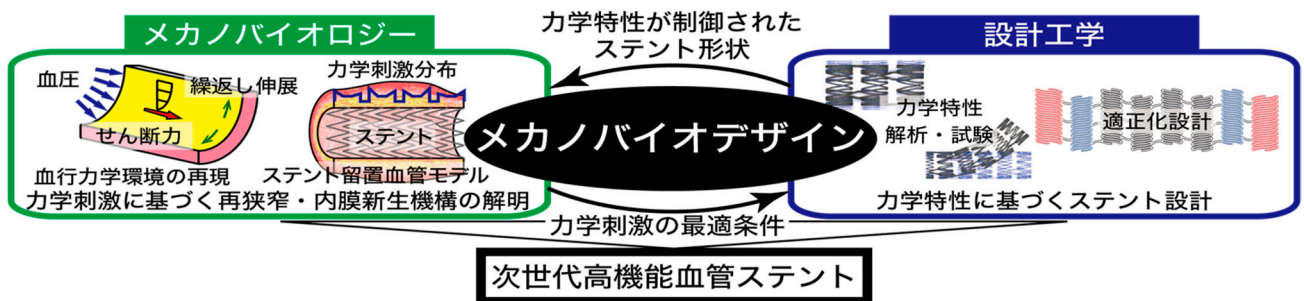 メカノバイオロジー
血圧
繰返し伸展
せん断力
血行力学環境の再現
力学刺激分布
ステント
ステント留置血管モデル
力学刺激に基づく再狭窄・内膜新生機構の解明
力学特性が制御された
ステント形状
メカノバイオデザイン
力学刺激の最適条件
設計工学
力学特性
解析・試験
適正化設計
力学特性に基づくステント設計
次世代高機能血管ステント